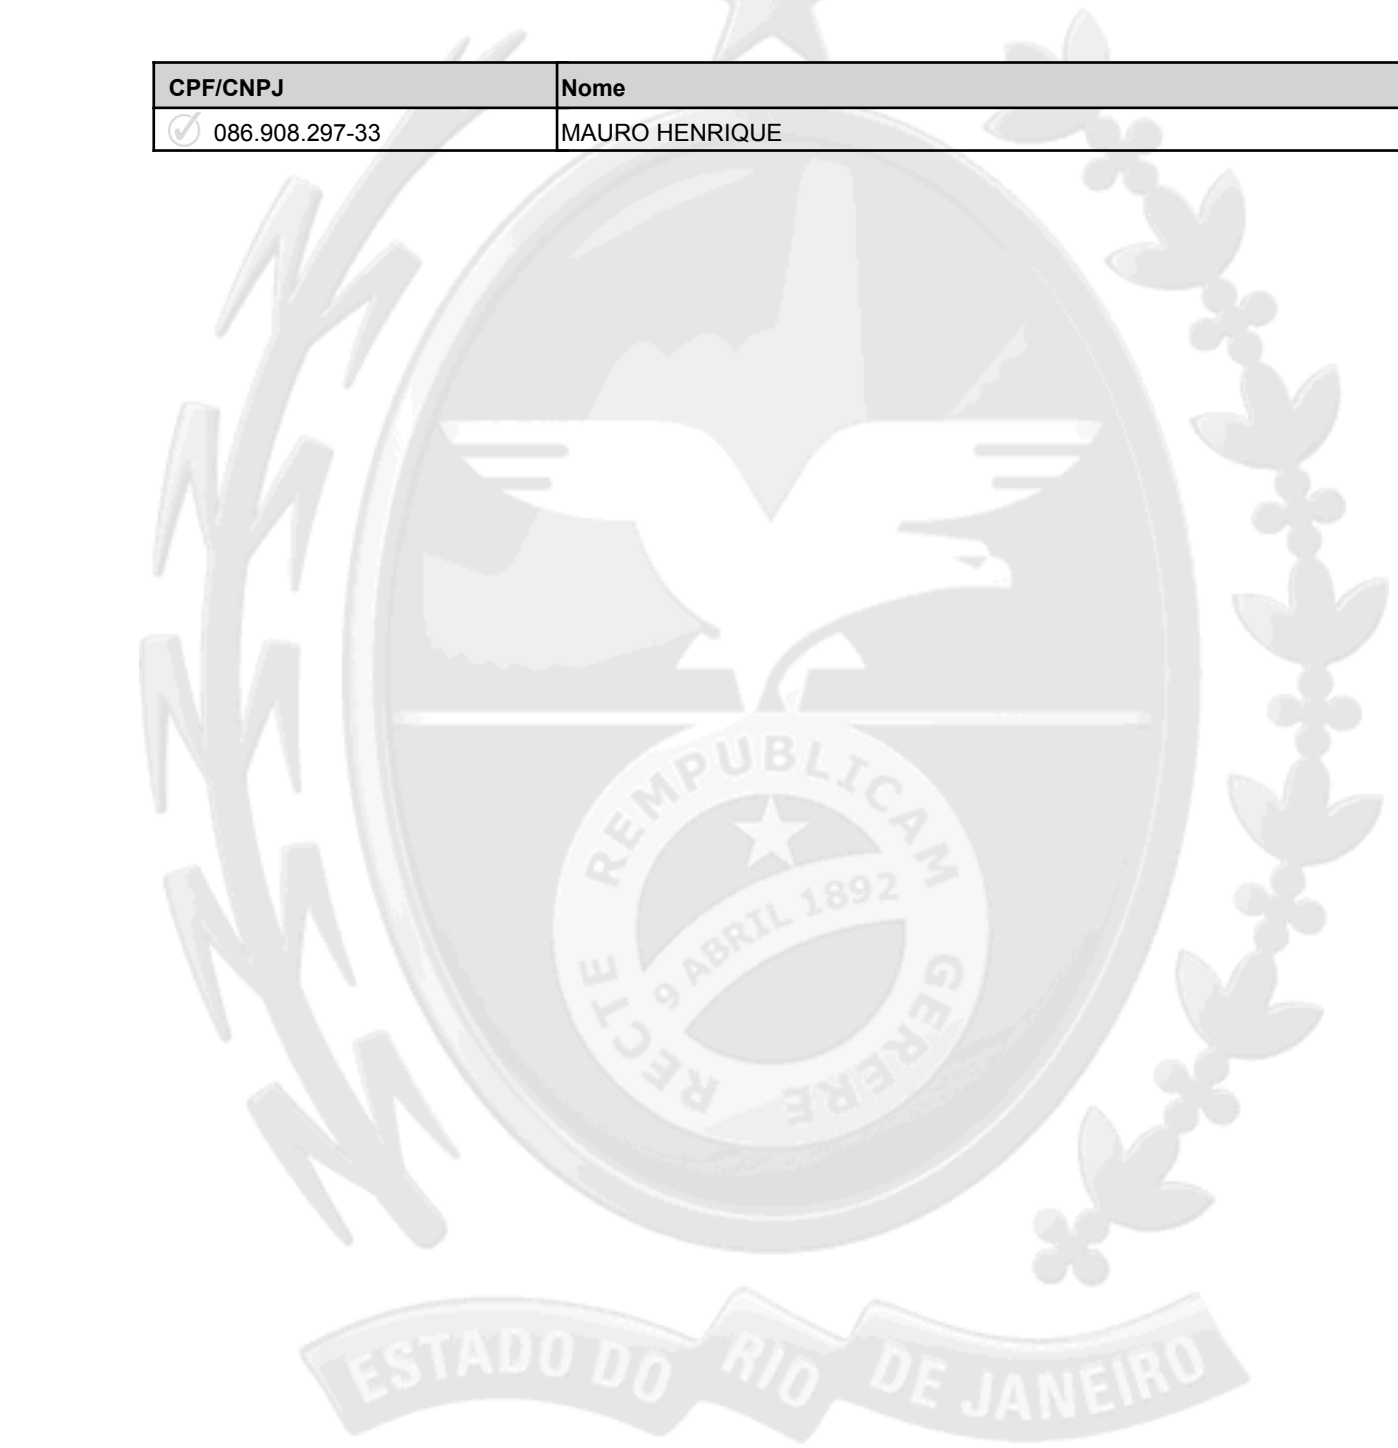 CPF/CNPJ Nome
086.908.297-33 MAURO HENRIQUE
REMPUBLICAM
9 ABRIL 1892
RECTE GERERE
ESTADO DO RIO DE JANEIRO